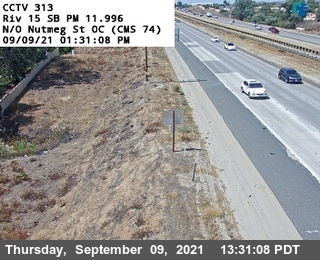 CCTV 313
Riv 15 SB PM 11.996
N/O Nutmeg St OC (CMS 74)
09/09/21 01:31:08 PM
Thursday, September 09, 2021 13:31:08 PDT